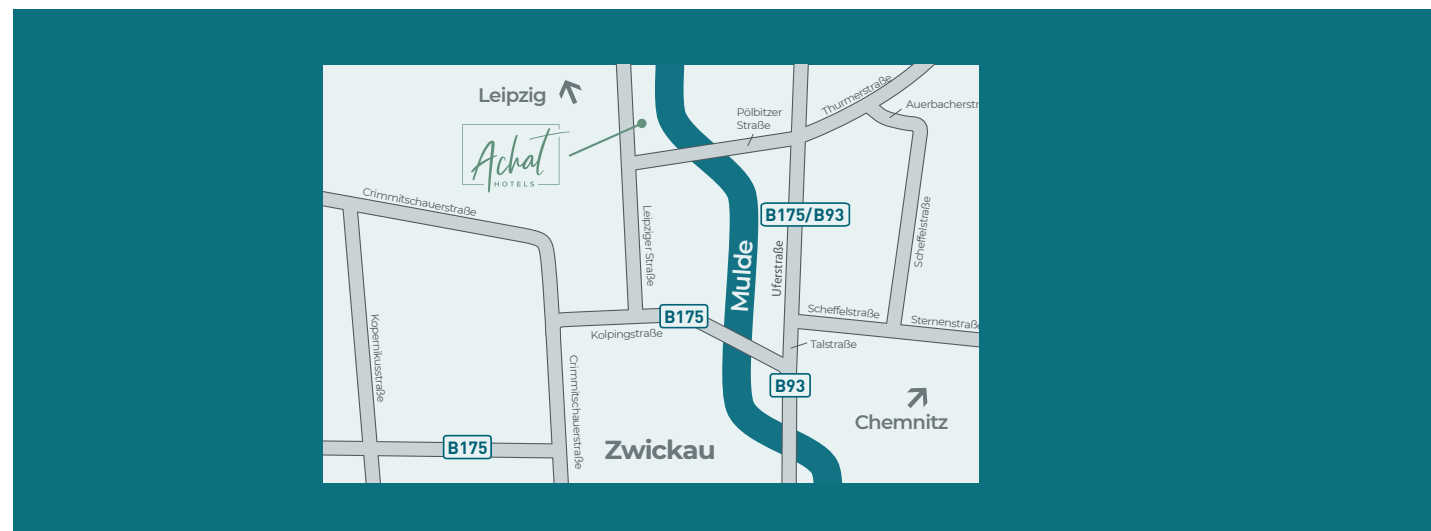 Leipzig
Achat
HOTELS
Pölbitzer
Straße
Thurmerstraße
Auerbacherstr
Crimmitschauerstraße
Leipziger Straße
B175/B93
Scheffelstraße
Mulde
Uferstraße
Kopernikusstraße
B175
Kolpingstraße
Scheffelstraße
Sternenstraße
Talstraße
Crimmitschauerstraße
B93
Chemnitz
B175
Zwickau